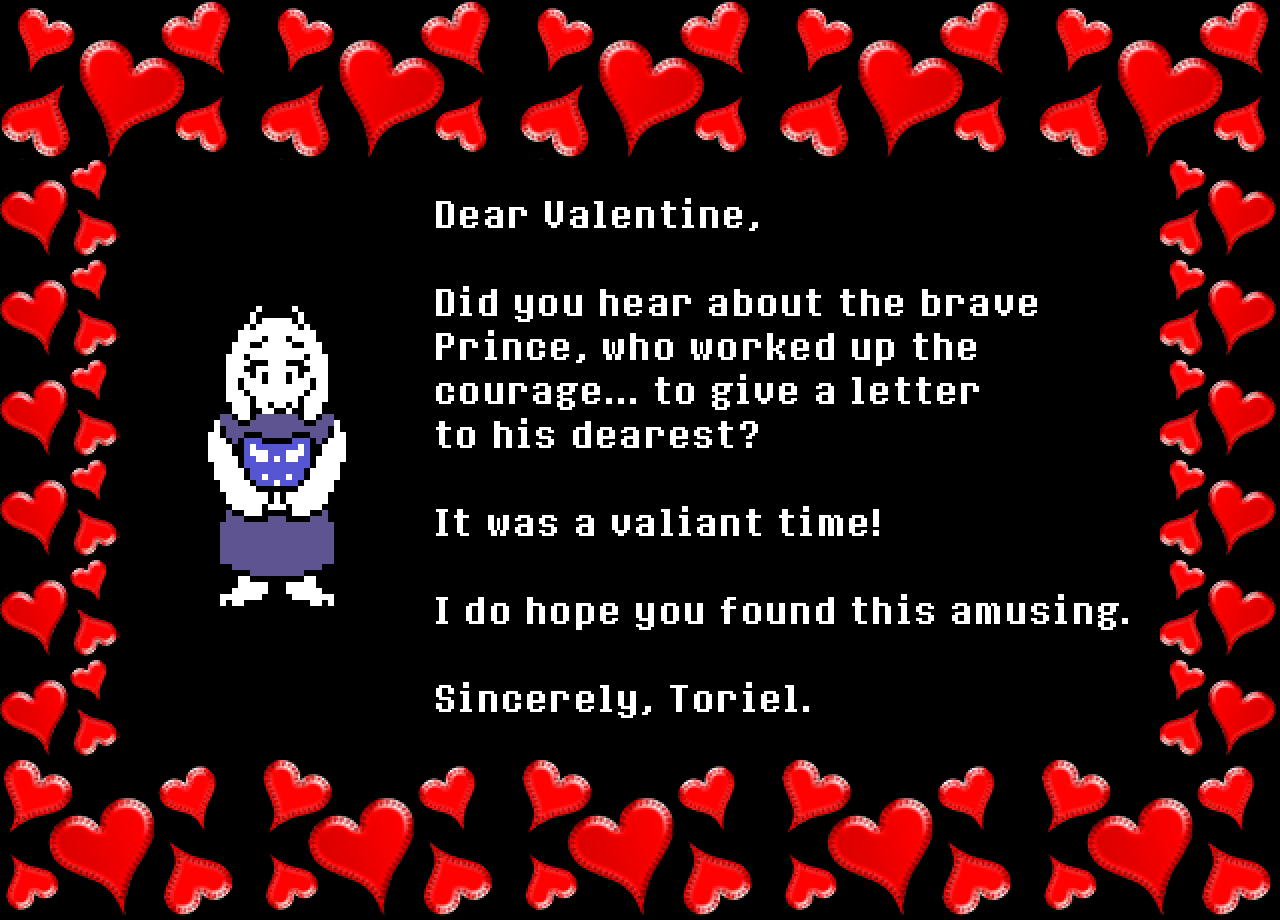 Dear Valentine,
Did you hear about the brave
Prince, who worked up the
courage... to give a letter
to his dearest?
It was a valiant time!
I do hope you found this amusing.
Sincerely, Toriel.